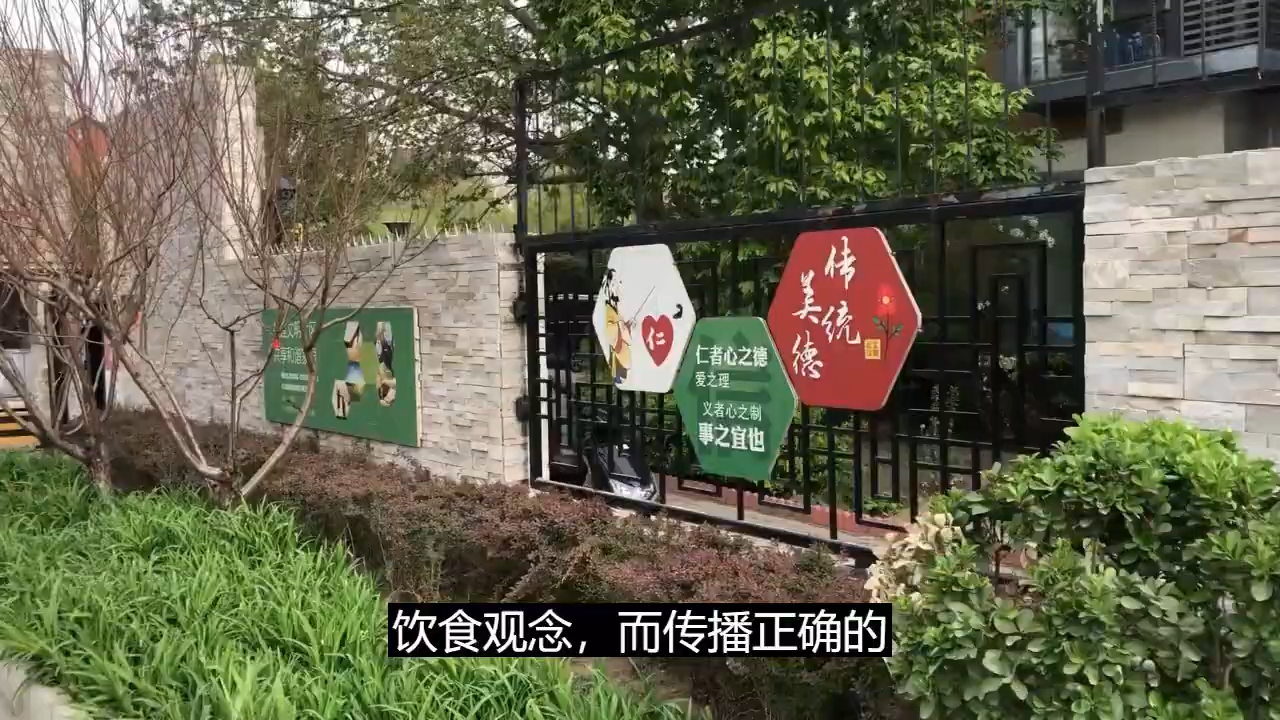 传统
美德
仁
仁者心之德
爱之理
义者心之制
事之宜也
饮食观念，而传播正确的